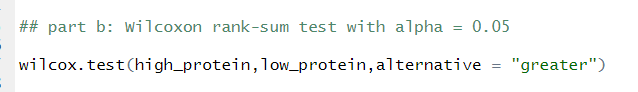 ## part b: Wilcoxon rank-sum test with alpha = 0.05
wilcox.test(high_protein,low_protein,alternative = "greater")